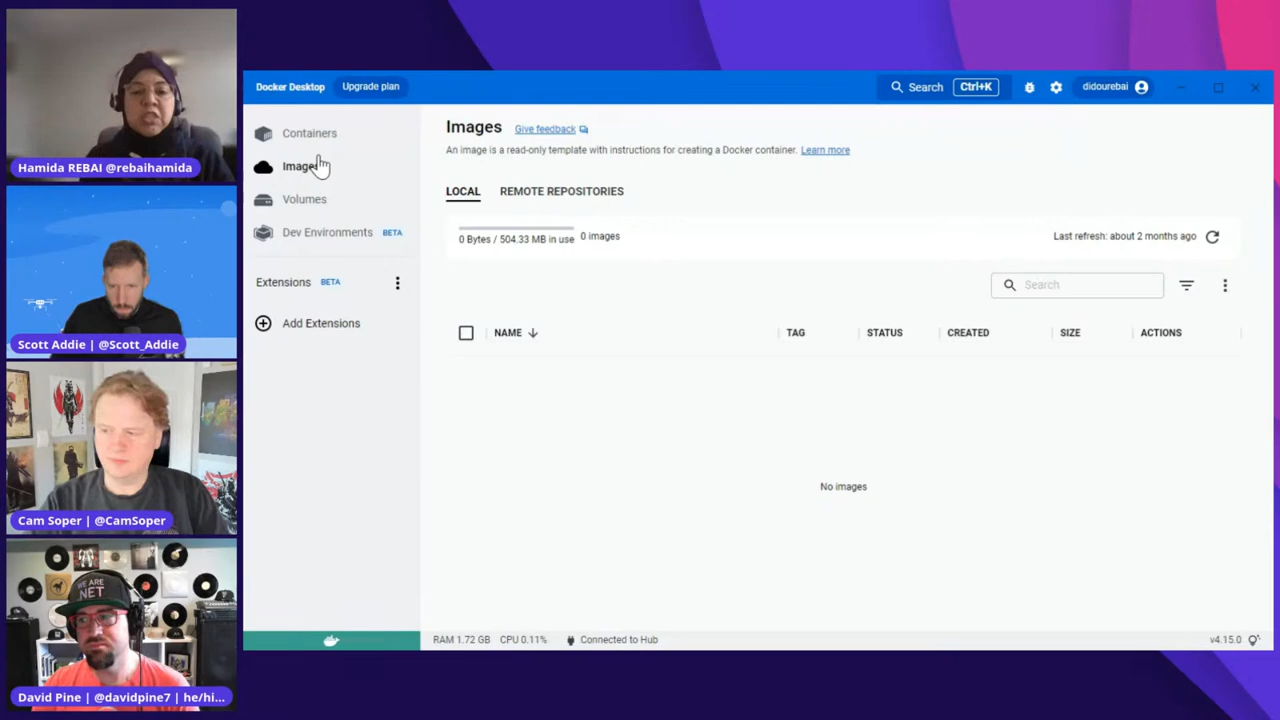 Hamida REBAI @rebaihamida
Scott Addie | @Scott_Addie
Cam Soper | @CamSoper
WE ARE
NET
David Pine | @davidpine7 | he/hi...
Docker Desktop
Upgrade plan
Search
Ctrl+K
didourebai
Containers
Images
Volumes
Dev Environments BETA
Extensions BETA
Add Extensions
Images Give feedback
An image is a read-only template with instructions for creating a Docker container. Learn more
LOCAL REMOTE REPOSITORIES
0 Bytes / 504.33 MB in use 0 images
Last refresh: about 2 months ago
Search
NAME TAG STATUS CREATED SIZE ACTIONS
No images
RAM 1.72 GB CPU 0.11% Connected to Hub
v4.15.0